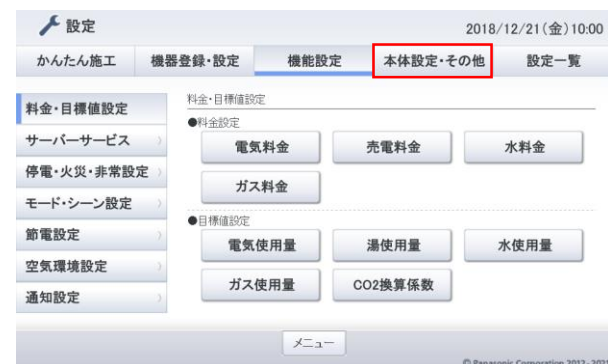 設定
2018/12/21(金)10:00
かんたん施工 機器登録・設定 機能設定 本体設定・その他 設定一覧
料金・目標値設定
サーバーサービス
停電・火災・非常設定
モード・シーン設定
節電設定
空気環境設定
通知設定
料金・目標値設定
●料金設定
電気料金 売電料金 水料金
ガス料金
●目標値設定
電気使用量 湯使用量 水使用量
ガス使用量 CO2換算係数
メニュー
© Panasonic Corporation 2012-2021